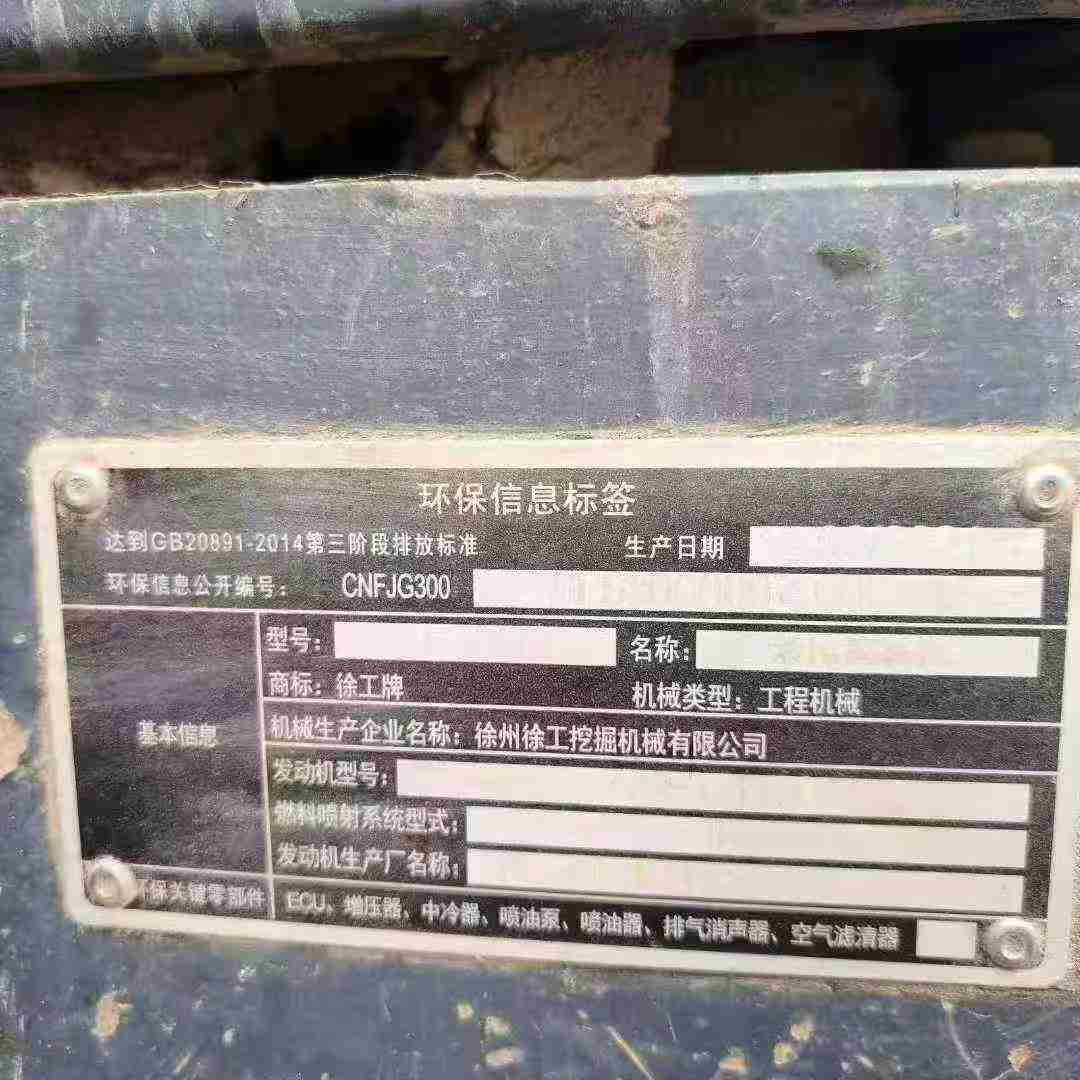 环保信息标签
达到GB20891-2014第三阶段排放标准 生产日期
环保信息公开编号： CNFJG300
型号： 名称：
商标：徐工牌 机械类型：工程机械
基本信息
机械生产企业名称：徐州徐工挖掘机械有限公司
发动机型号：
燃料喷射系统型式：
发动机生产厂名称：
环保关键零部件 ECU、增压器、中冷器、喷油泵、喷油器、排气消声器、空气滤清器